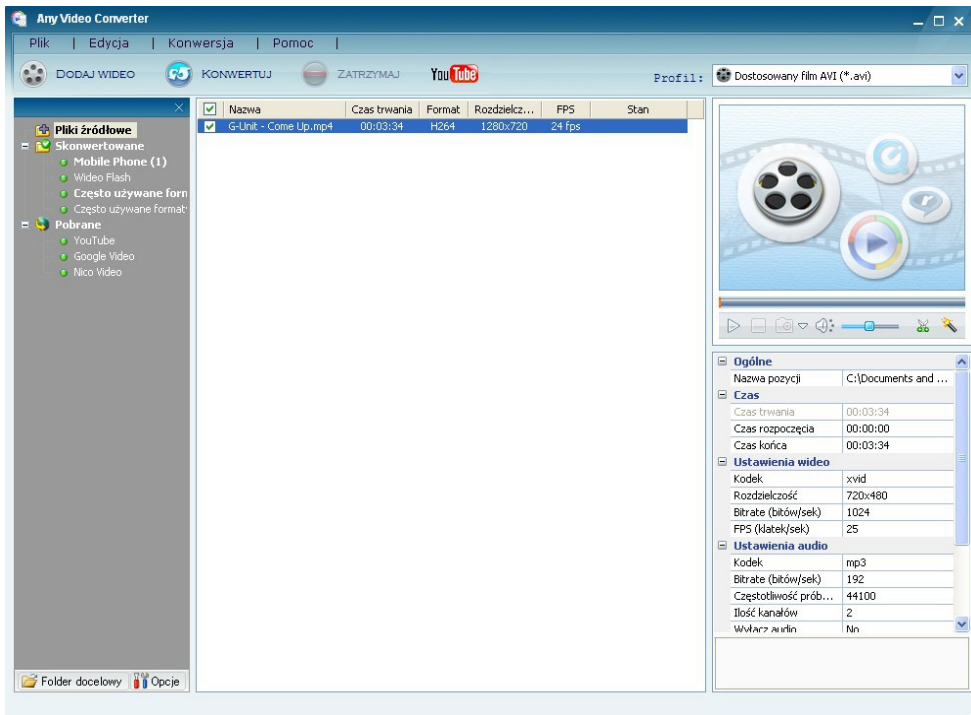 Any Video Converter
Plik | Edycja | Konwersja | Pomoc |
DODAJ WIDEO KONWERTUJ ZATRZYMAJ YouTube Profil: Dostosowany film AVI (*.avi)
Pliki źródłowe
Skonwertowane
Mobile Phone (1)
Wideo Flash
Często używane form
Często używane format
Pobrane
YouTube
Google Video
Nico Video
Folder docelowy Opcje
Nazwa Czas trwania Format Rozdzielcz... FPS Stan
G-Unit - Come Up.mp4 00:03:34 H264 1280x720 24 fps
Ogólne
Nazwa pozycji C:\Documents and ...
Czas
Czas trwania 00:03:34
Czas rozpoczęcia 00:00:00
Czas końca 00:03:34
Ustawienia wideo
Kodek xvid
Rozdzielczość 720x480
Bitrate (bitów/sek) 1024
FPS (klatek/sek) 25
Ustawienia audio
Kodek mp3
Bitrate (bitów/sek) 192
Częstotliwość prób... 44100
Ilość kanałów 2
Wyłącz audio No